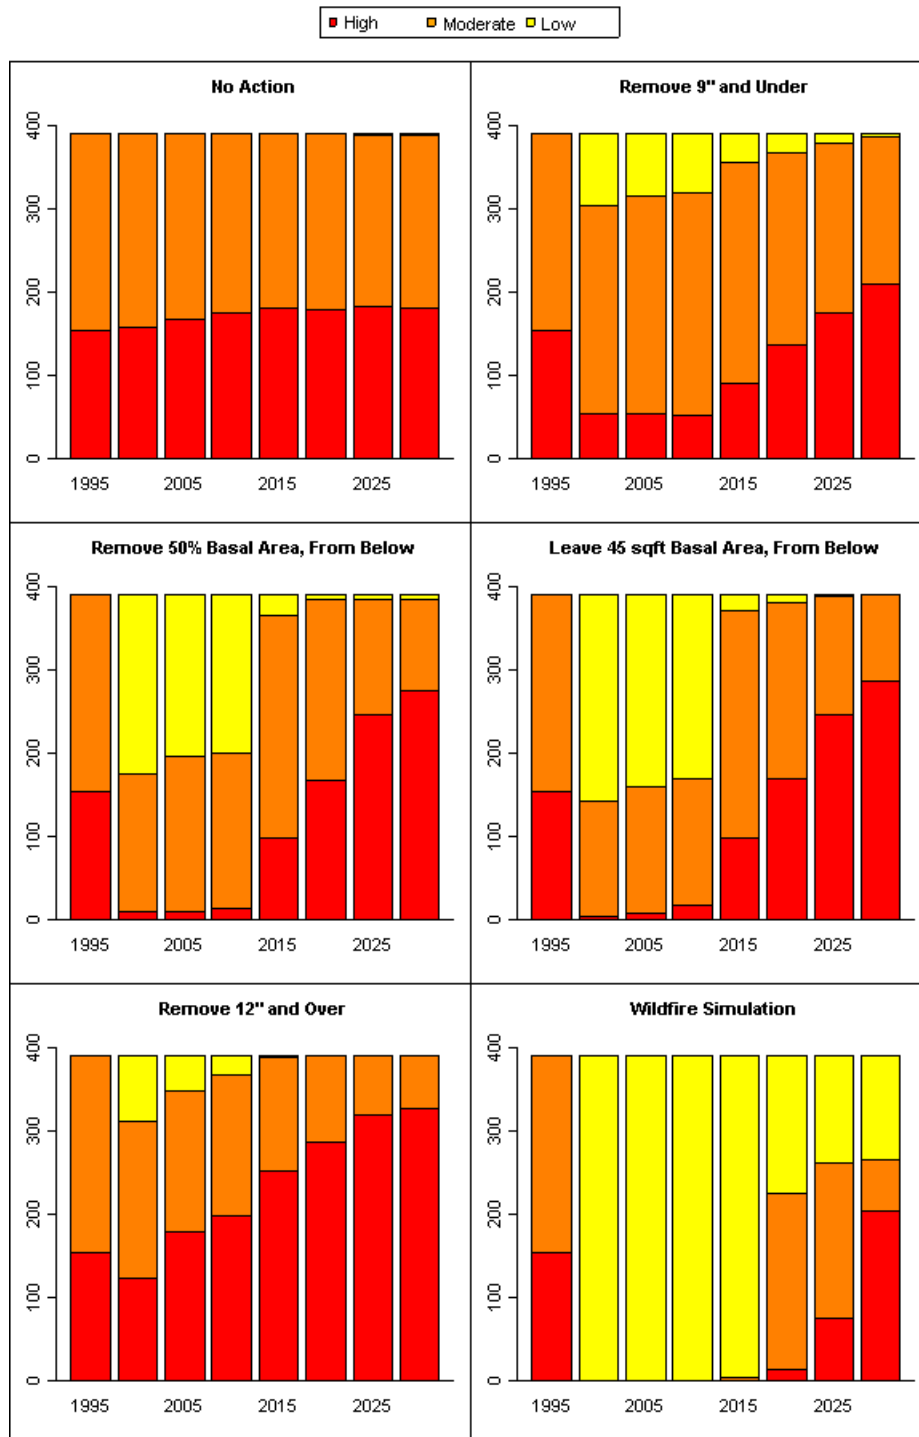 High Moderate Low
No Action
400
300
200
100
0
1995 2005 2015 2025
Remove 9" and Under
400
300
200
100
0
1995 2005 2015 2025
Remove 50% Basal Area, From Below
400
300
200
100
0
1995 2005 2015 2025
Leave 45 sqft Basal Area, From Below
400
300
200
100
0
1995 2005 2015 2025
Remove 12" and Over
400
300
200
100
0
1995 2005 2015 2025
Wildfire Simulation
400
300
200
100
0
1995 2005 2015 2025